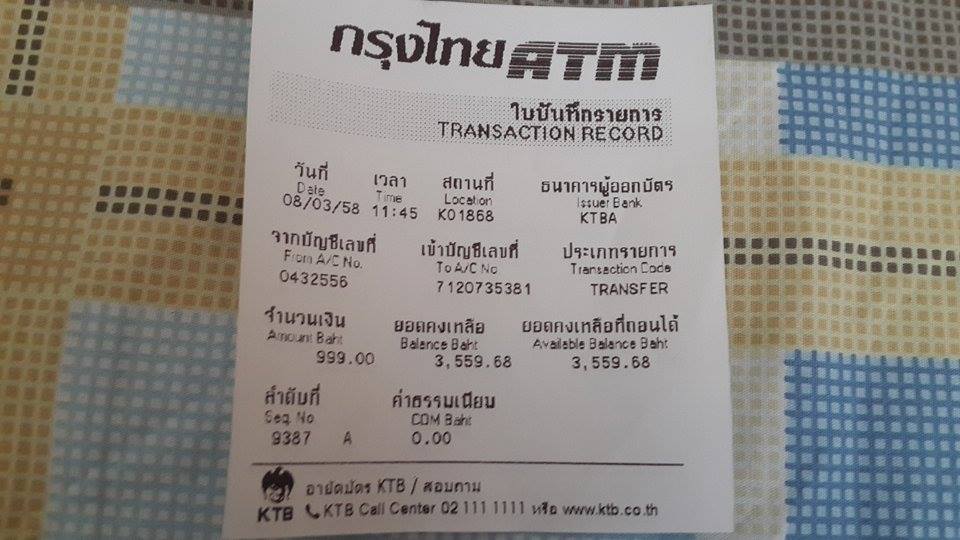 กรุงไทย ATM
ใบบันทึกรายการ
TRANSACTION RECORD
วันที่ เวลา สถานที่ ธนาคารผู้ออกบัตร
Date Time Location Issuer Bank
08/03/58 11:45 K01868 KTBA
จากบัญชีเลขที่ เข้าบัญชีเลขที่ ประเภทรายการ
From A/C No. To A/C No Transaction Code
0432556 7120735381 TRANSFER
จำนวนเงิน ยอดคงเหลือ ยอดคงเหลือที่ถอนได้
Amount Baht Balance Baht Available Balance Baht
999.00 3,559.68 3,559.68
ลำดับที่ ค่าธรรมเนียม
Seq. No. COM Baht
9387 A 0.00
อายัดบัตร KTB / สอบถาม
KTB KTB Call Center 02 111 1111 หรือ www.ktb.co.th